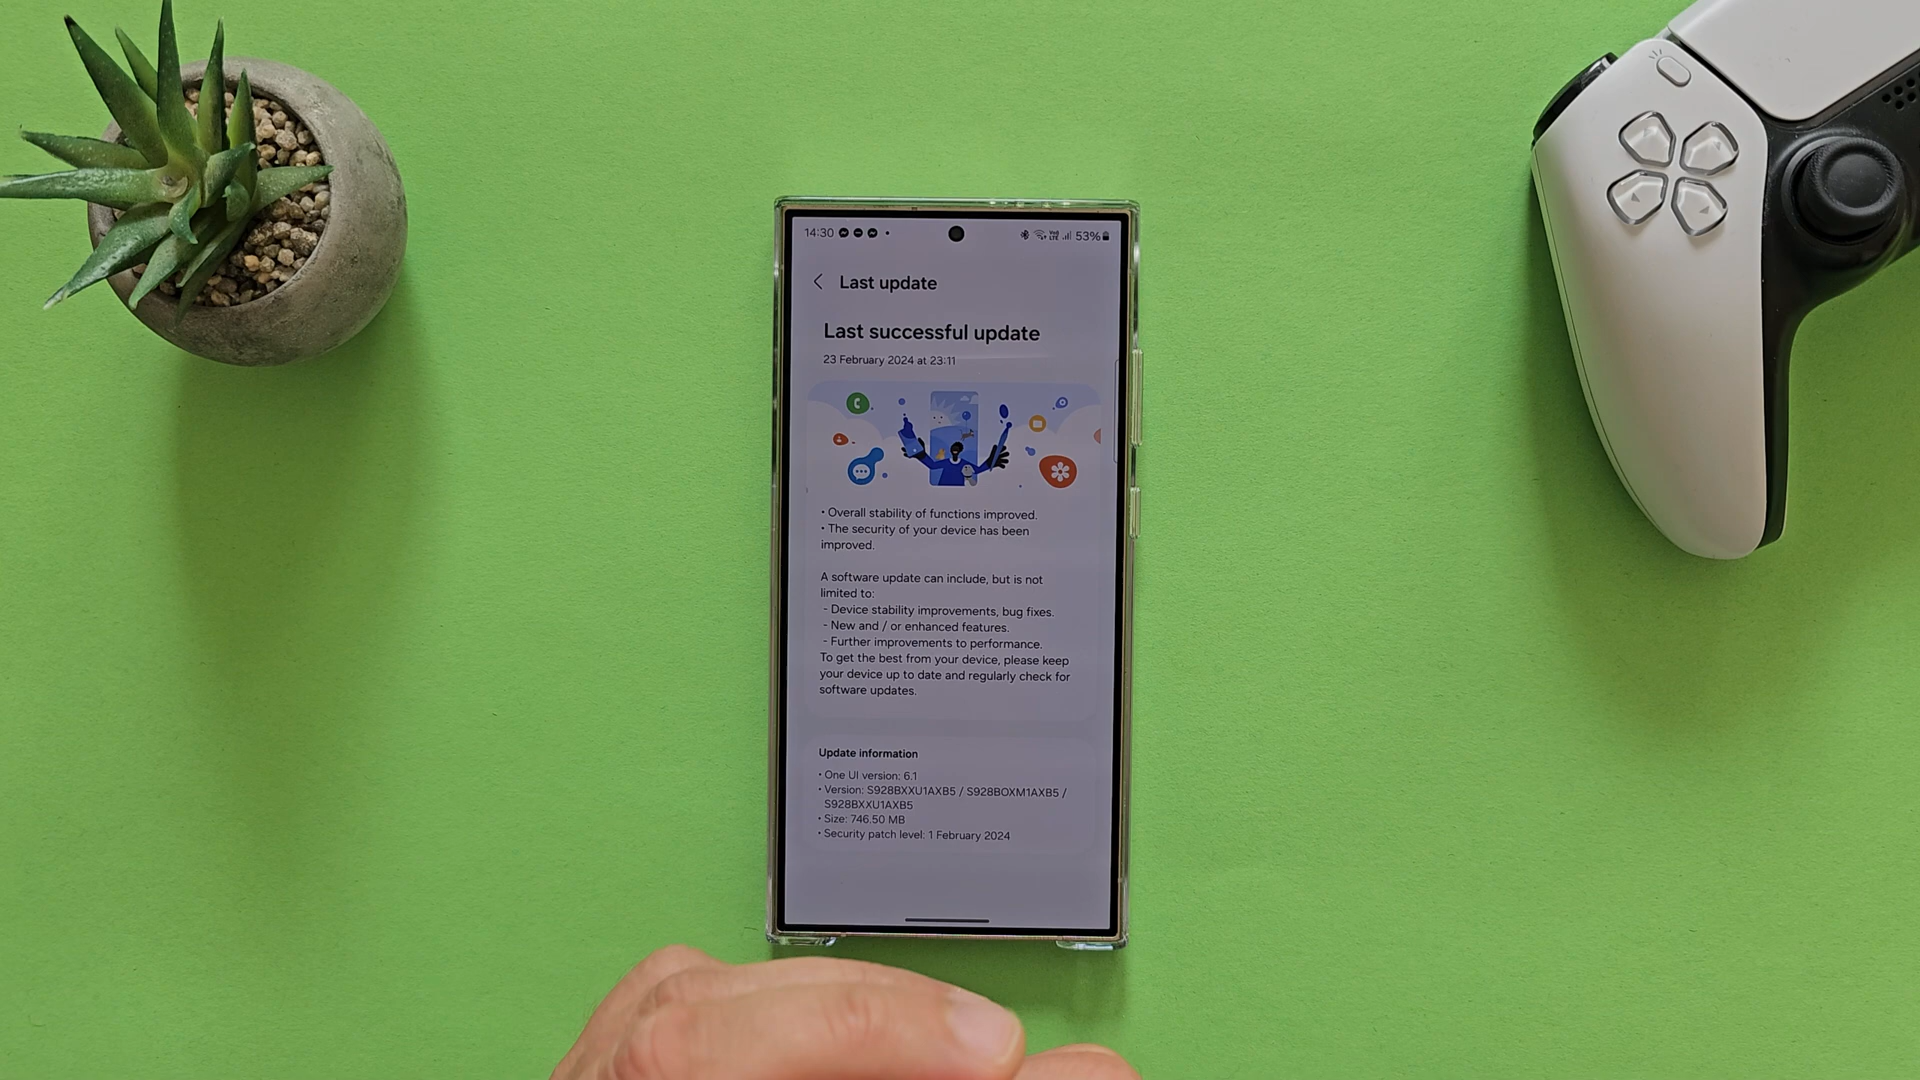 14:30
VoD LTE 53%
Last update
Last successful update
23 February 2024 at 23:11
• Overall stability of functions improved.
• The security of your device has been
improved.
A software update can include, but is not
limited to:
- Device stability improvements, bug fixes.
- New and / or enhanced features.
- Further improvements to performance.
To get the best from your device, please keep
your device up to date and regularly check for
software updates.
Update information
• One UI version: 6.1
• Version: S928BXXU1AXB5 / S928BOXM1AXB5 /
S928BXXU1AXB5
• Size: 746.50 MB
• Security patch level: 1 February 2024